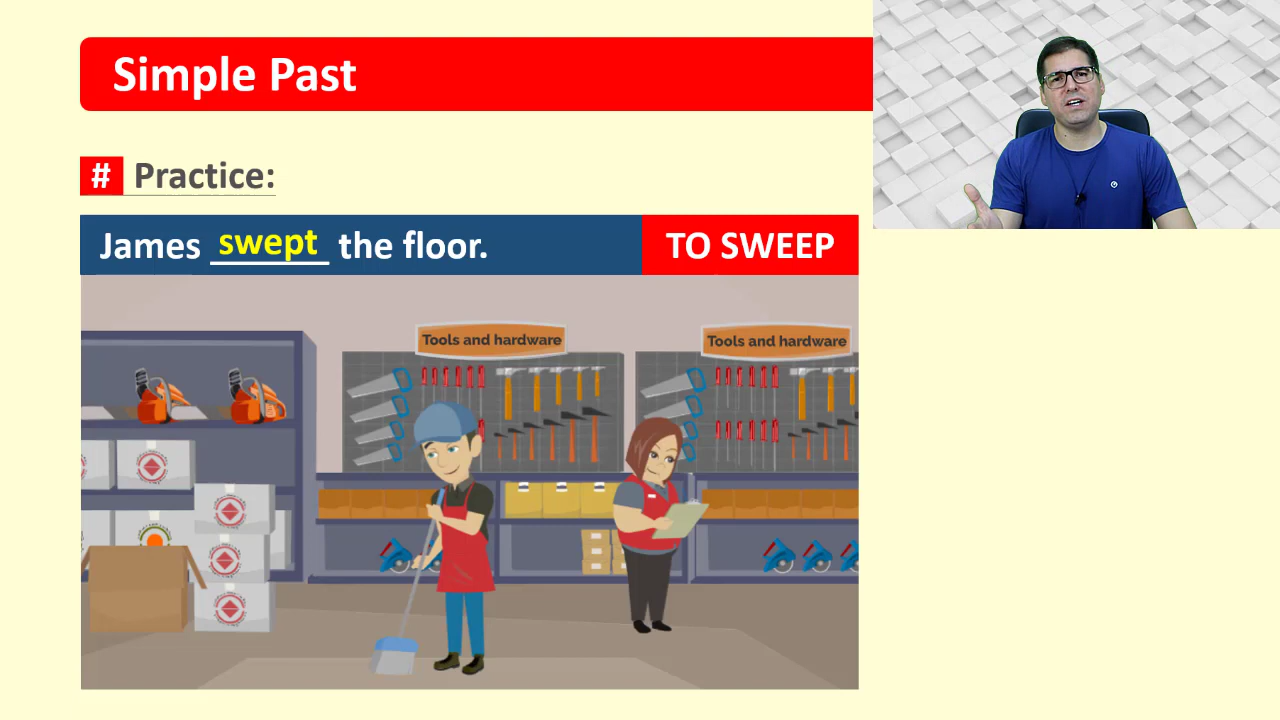 Simple Past
# Practice:
James swept the floor.
TO SWEEP
Tools and hardware
Tools and hardware